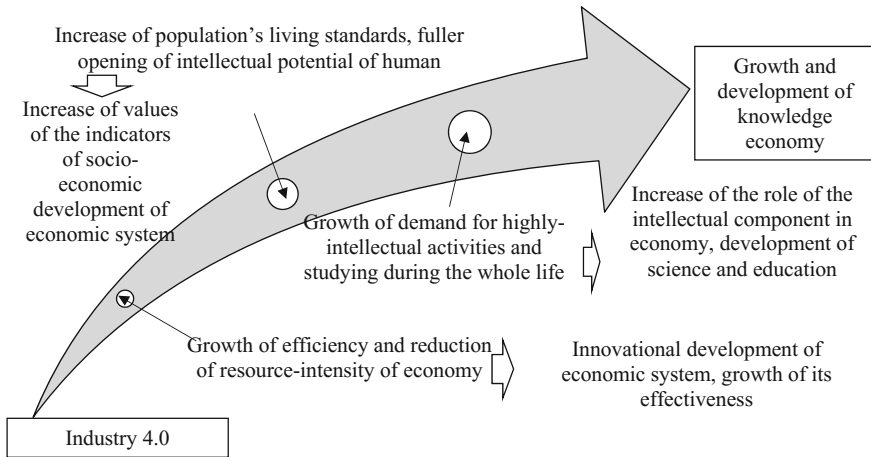 Increase of population's living standards, fuller
opening of intellectual potential of human
Increase of values
of the indicators
of socio-
economic
development of
economic system
Growth and
development of
knowledge
economy
Growth of demand for highly-
intellectual activities and
studying during the whole life
Increase of the role of the
intellectual component in
economy, development of
science and education
Growth of efficiency and reduction
of resource-intensity of economy
Innovational development of
economic system, growth of its
effectiveness
Industry 4.0